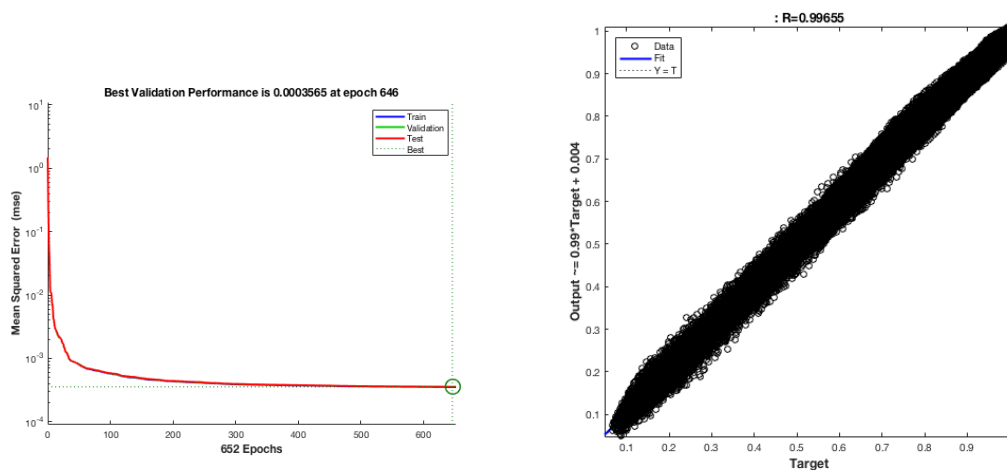 Best Validation Performance is 0.0003565 at epoch 646
Mean Squared Error (mse)
10^1
10^0
10^-1
10^-2
10^-3
10^-4
Train
Validation
Test
Best
0 100 200 300 400 500 600
652 Epochs
: R=0.99655
Output ~= 0.99*Target + 0.004
1
0.9
0.8
0.7
0.6
0.5
0.4
0.3
0.2
0.1
Data
Fit
Y = T
0.1 0.2 0.3 0.4 0.5 0.6 0.7 0.8 0.9
Target